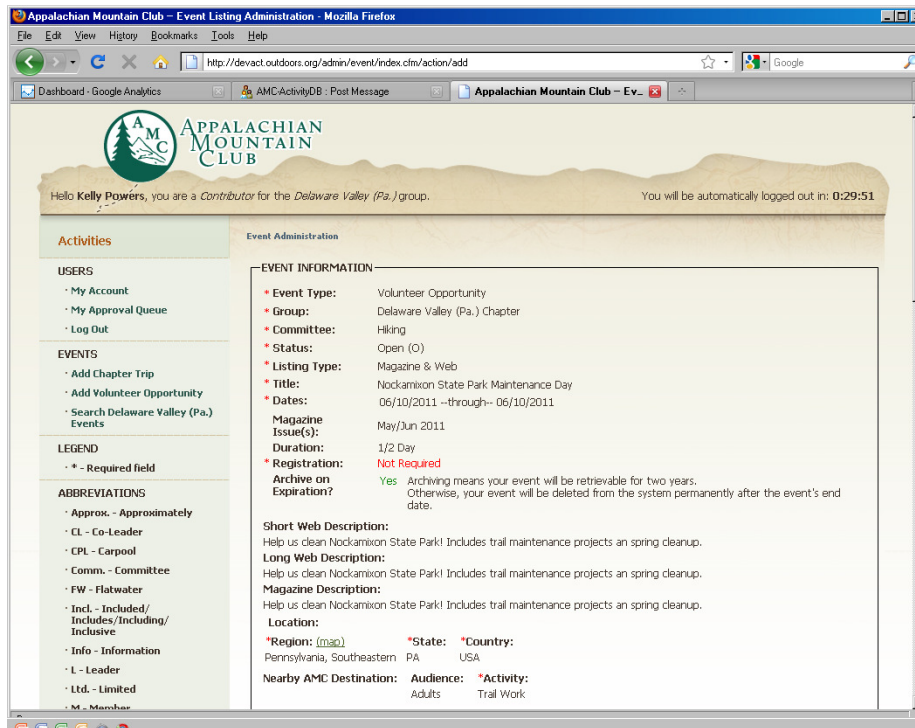 Appalachian Mountain Club – Event Listing Administration - Mozilla Firefox
File Edit View History Bookmarks Tools Help
http://devact.outdoors.org/admin/event/index.cfm/action/add
Google
Dashboard - Google Analytics
AMC-ActivityDB : Post Message
Appalachian Mountain Club – Ev...
AMC
APPALACHIAN
MOUNTAIN
CLUB
Hello Kelly Powers, you are a Contributor for the Delaware Valley (Pa.) group.
You will be automatically logged out in: 0:29:51
Activities
USERS
· My Account
· My Approval Queue
· Log Out
EVENTS
· Add Chapter Trip
· Add Volunteer Opportunity
· Search Delaware Valley (Pa.)
Events
LEGEND
· * - Required field
ABBREVIATIONS
· Approx. - Approximately
· CL - Co-Leader
· CPL - Carpool
· Comm. - Committee
· FW - Flatwater
· Incl. - Included/
Includes/Including/
Inclusive
· Info - Information
· L - Leader
· Ltd. - Limited
· M - Member
Event Administration
EVENT INFORMATION
* Event Type: Volunteer Opportunity
* Group: Delaware Valley (Pa.) Chapter
* Committee: Hiking
* Status: Open (O)
* Listing Type: Magazine & Web
* Title: Nockamixon State Park Maintenance Day
* Dates: 06/10/2011 --through-- 06/10/2011
Magazine
Issue(s): May/Jun 2011
Duration: 1/2 Day
* Registration: Not Required
Archive on
Expiration?
Yes Archiving means your event will be retrievable for two years.
Otherwise, your event will be deleted from the system permanently after the event's end
date.
Short Web Description:
Help us clean Nockamixon State Park! Includes trail maintenance projects an spring cleanup.
Long Web Description:
Help us clean Nockamixon State Park! Includes trail maintenance projects an spring cleanup.
Magazine Description:
Help us clean Nockamixon State Park! Includes trail maintenance projects an spring cleanup.
Location:
*Region: (map) *State: *Country:
Pennsylvania, Southeastern PA USA
Nearby AMC Destination: Audience: *Activity:
Adults Trail Work